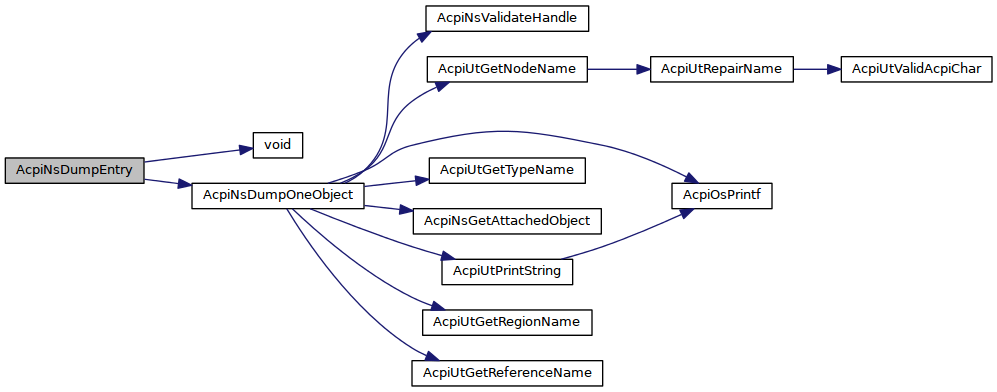 AcpiNsValidateHandle
AcpiUtGetNodeName
AcpiUtRepairName
AcpiUtValidAcpiChar
void
AcpiNsDumpEntry
AcpiUtGetTypeName
AcpiNsDumpOneObject
AcpiOsPrintf
AcpiNsGetAttachedObject
AcpiUtPrintString
AcpiUtGetRegionName
AcpiUtGetReferenceName